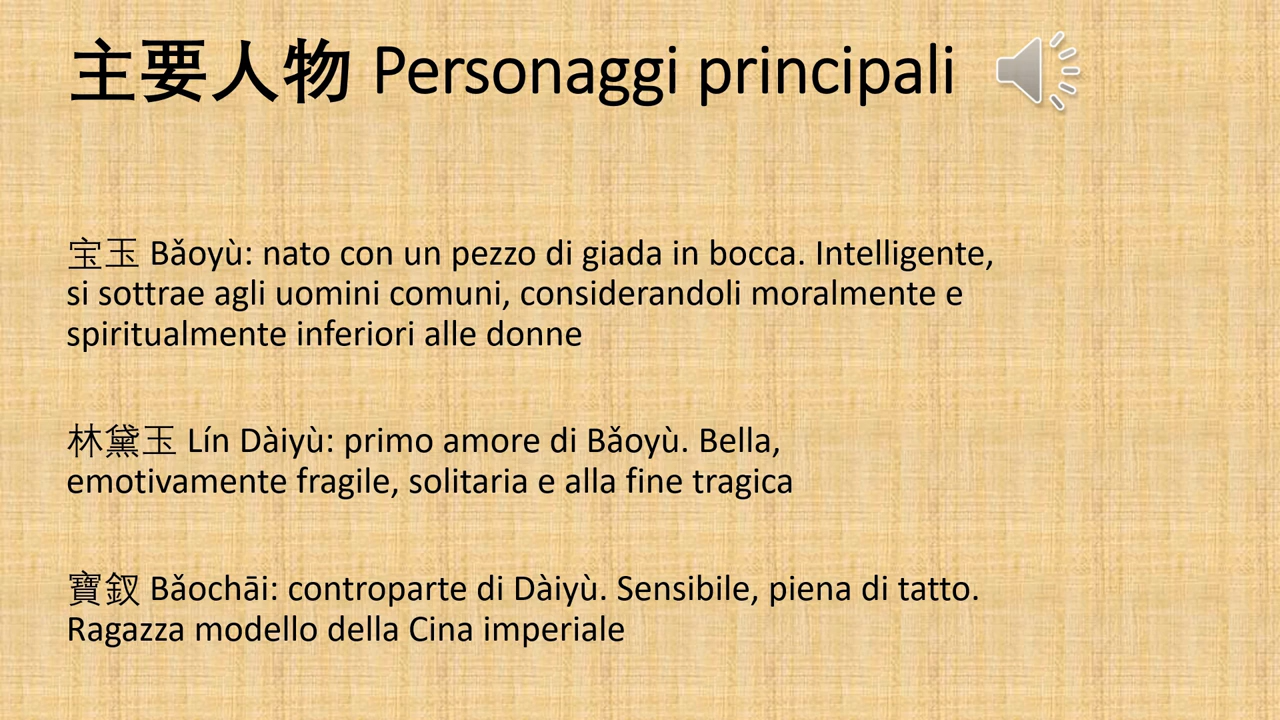 主要人物 Personaggi principali
宝玉 Bǎoyù: nato con un pezzo di giada in bocca. Intelligente,
si sottrae agli uomini comuni, considerandoli moralmente e
spiritualmente inferiori alle donne
林黛玉 Lín Dàiyù: primo amore di Bǎoyù. Bella,
emotivamente fragile, solitaria e alla fine tragica
寶釵 Bǎochāi: controparte di Dàiyù. Sensibile, piena di tatto.
Ragazza modello della Cina imperiale